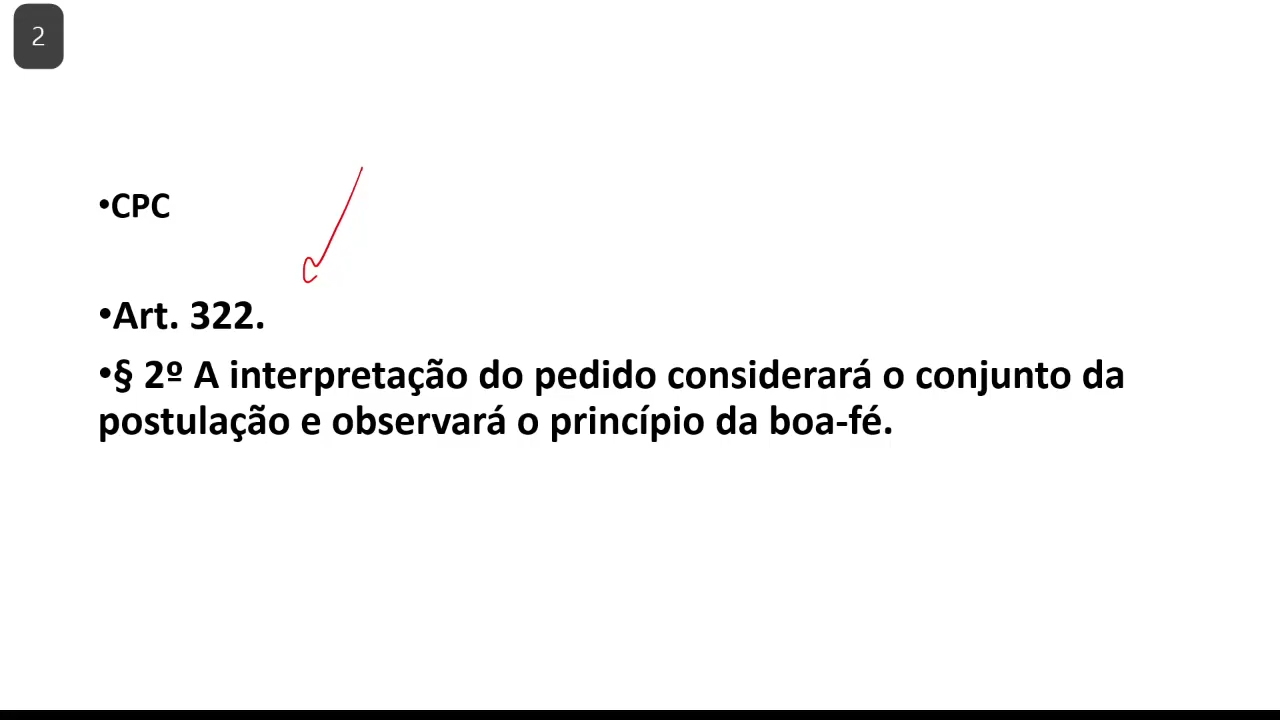 2
•CPC
•Art. 322.
•§ 2º A interpretação do pedido considerará o conjunto da
postulação e observará o princípio da boa-fé.